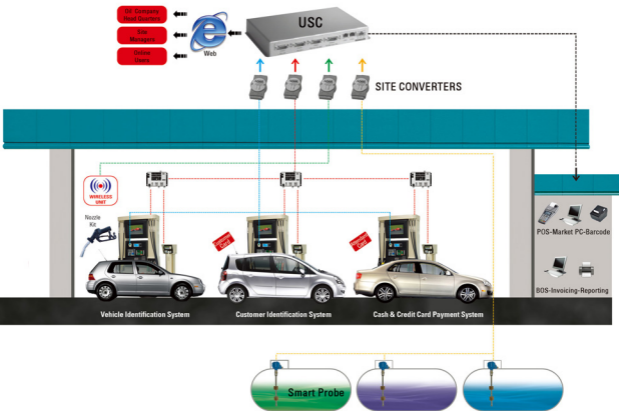 Oil Company
Head Quarters
Site
Managers
Online
Users
Web
USC
SITE CONVERTERS
WIRELESS
UNIT
Nozzle
Kit
POS-Market PC-Barcode
BOS-Invoicing-Reporting
Vehicle Identification System
Customer Identification System
Cash & Credit Card Payment System
Smart Probe